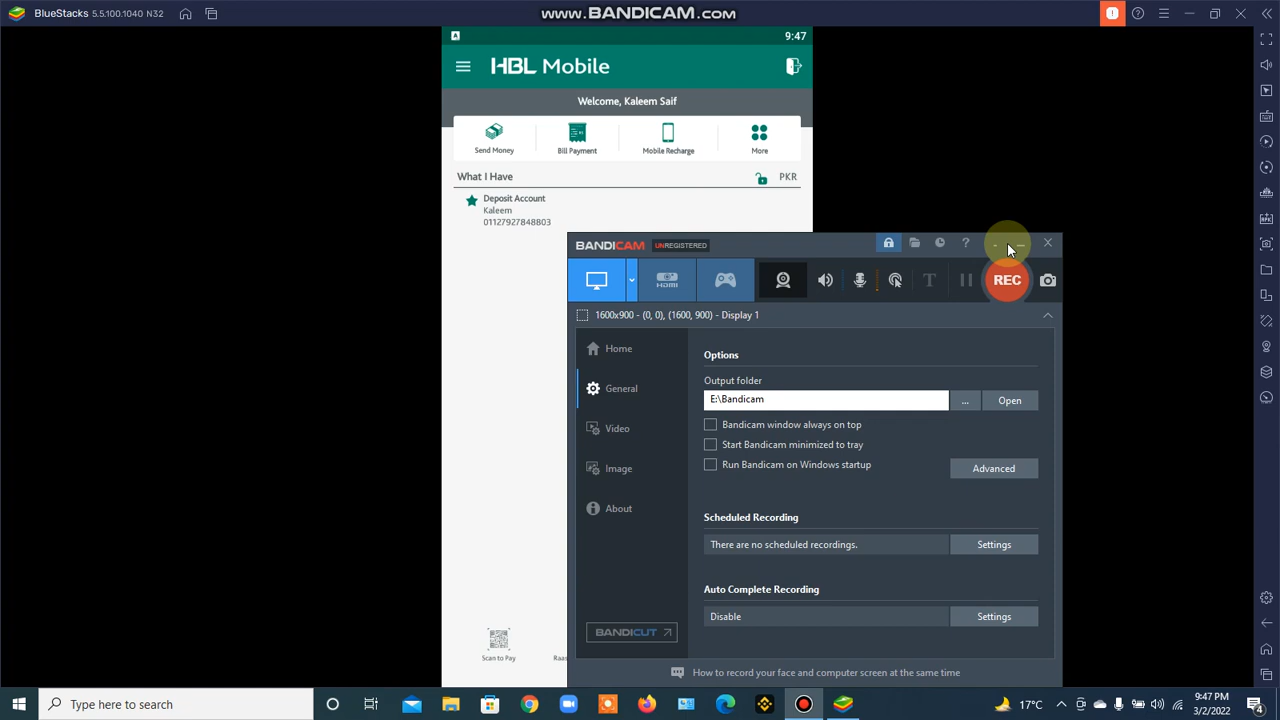 BlueStacks 5.5.100.1040 N32
www.BANDICAM.com
9:47
HBL Mobile
Welcome, Kaleem Saif
Send Money
Bill Payment
Mobile Recharge
More
What I Have
PKR
Deposit Account
Kaleem
01127927848803
BANDICAM
UNREGISTERED
HDMI
T
REC
1600x900 - (0, 0), (1600, 900) - Display 1
Home
General
Video
Image
About
BANDICUT
Options
Output folder
E:\Bandicam
...
Open
Bandicam window always on top
Start Bandicam minimized to tray
Run Bandicam on Windows startup
Advanced
Scheduled Recording
There are no scheduled recordings.
Settings
Auto Complete Recording
Disable
Settings
How to record your face and computer screen at the same time
Scan to Pay
Raas
Type here to search
17°C
9:47 PM
3/2/2022
4